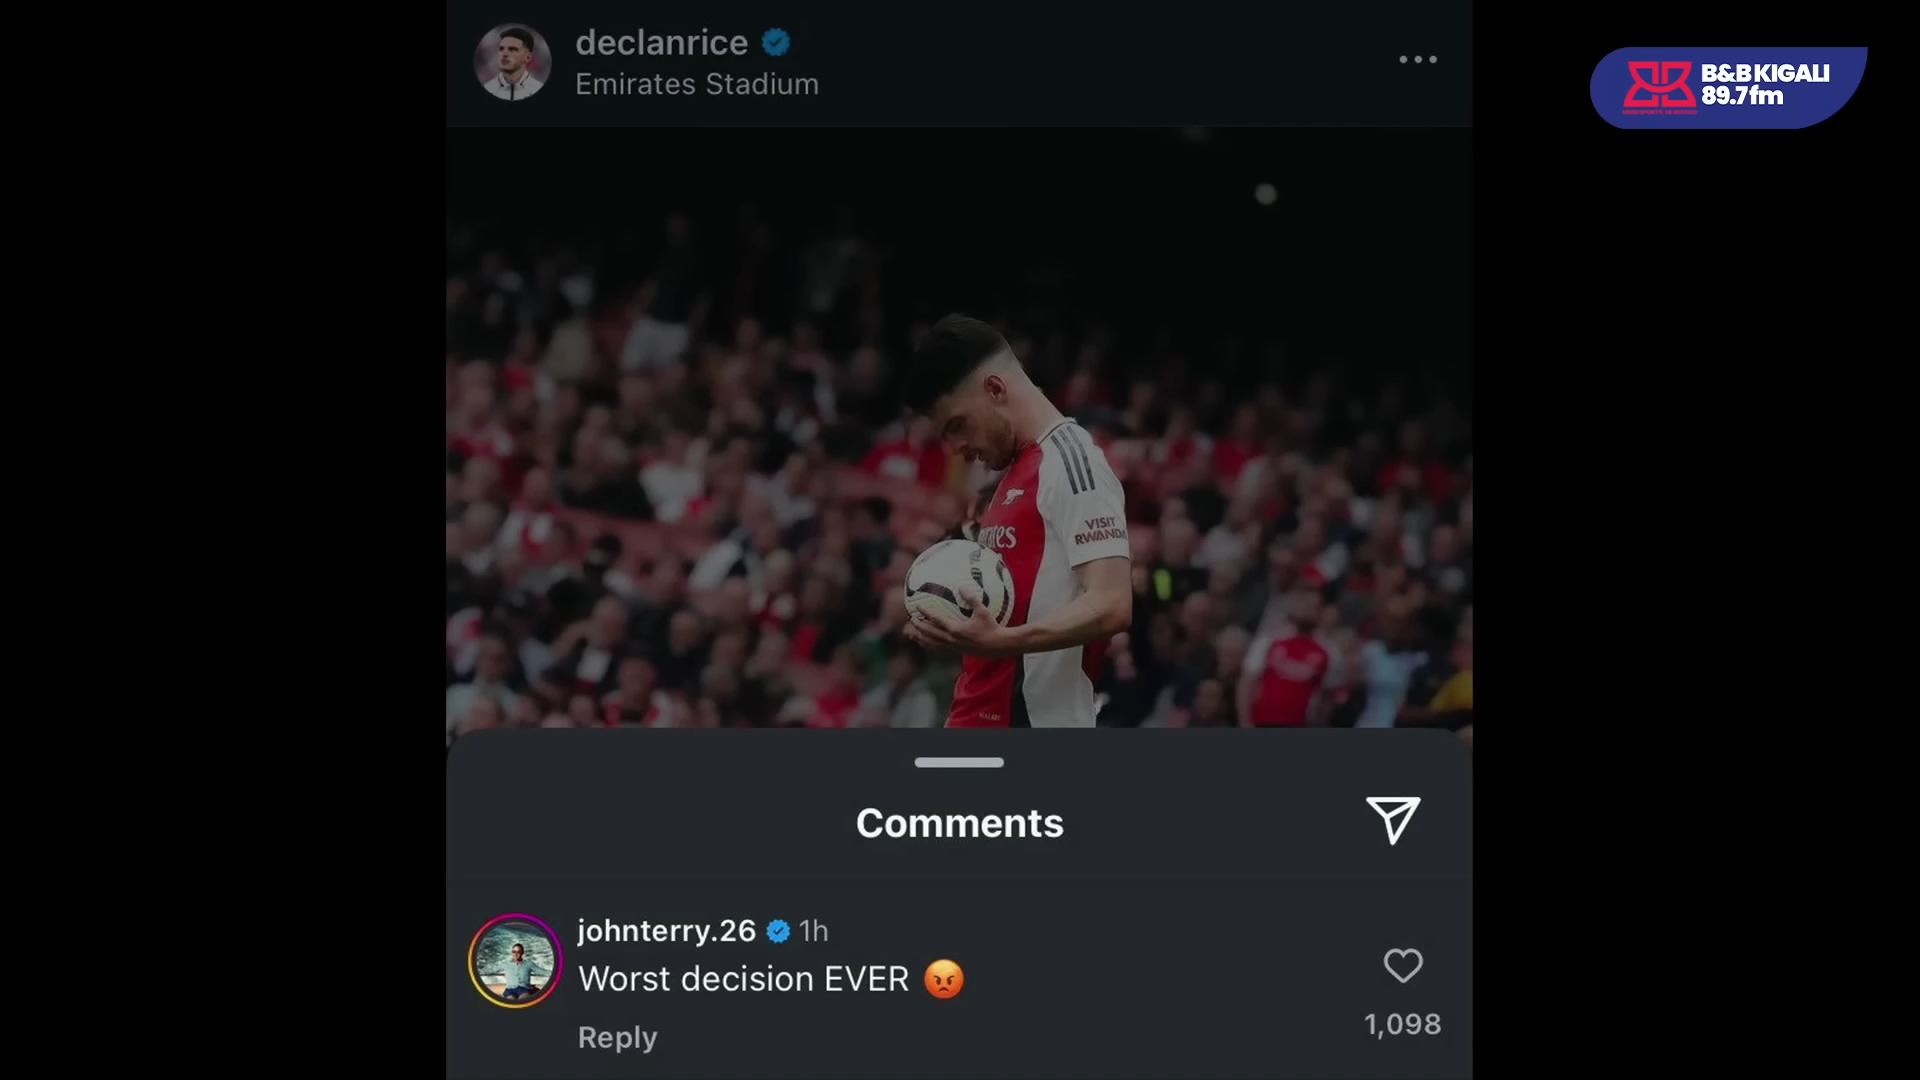 declanrice
Emirates Stadium
B&B KIGALI
89.7fm
VISIT
RWANDA
Comments
johnterry.26 1h
Worst decision EVER 😡
Reply
1,098